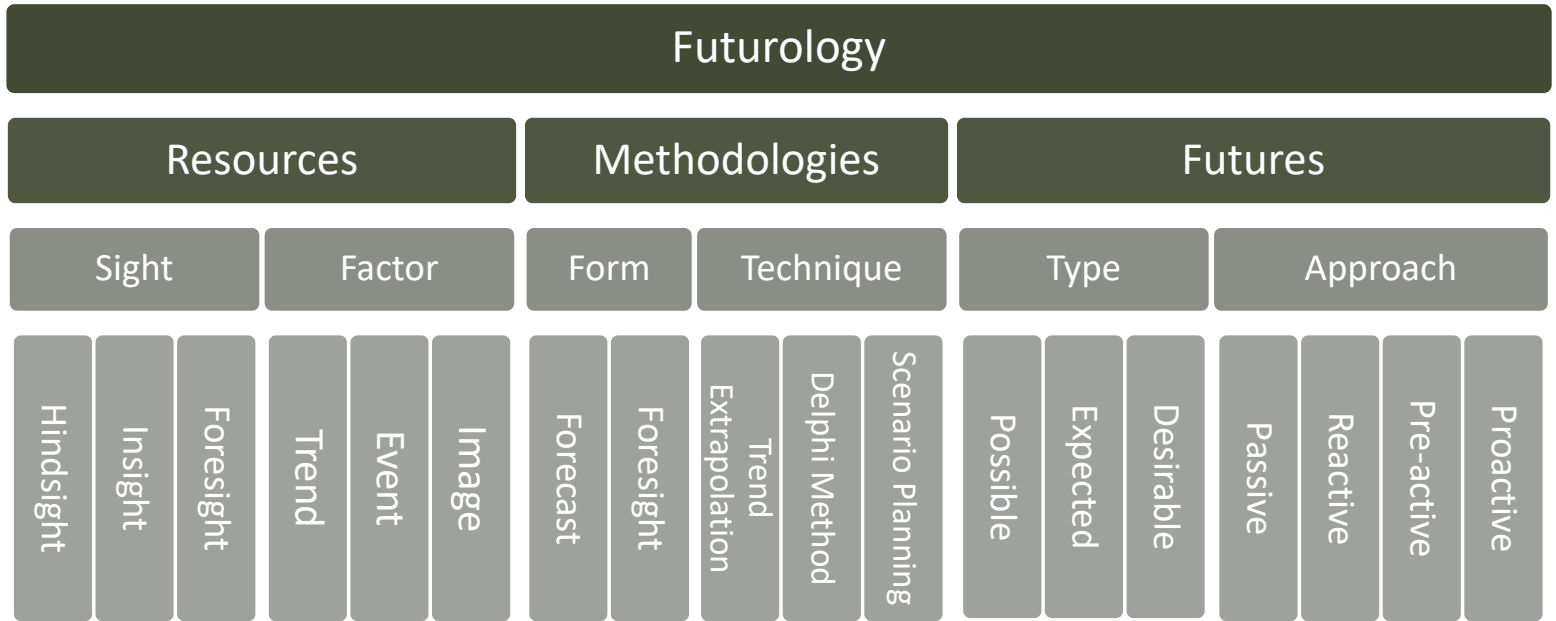 Futurology
Resources
Methodologies
Futures
Sight
Factor
Form
Technique
Type
Approach
Hindsight
Insight
Foresight
Trend
Event
Image
Forecast
Foresight
Trend
Extrapolation
Delphi Method
Scenario Planning
Possible
Expected
Desirable
Passive
Reactive
Pre-active
Proactive